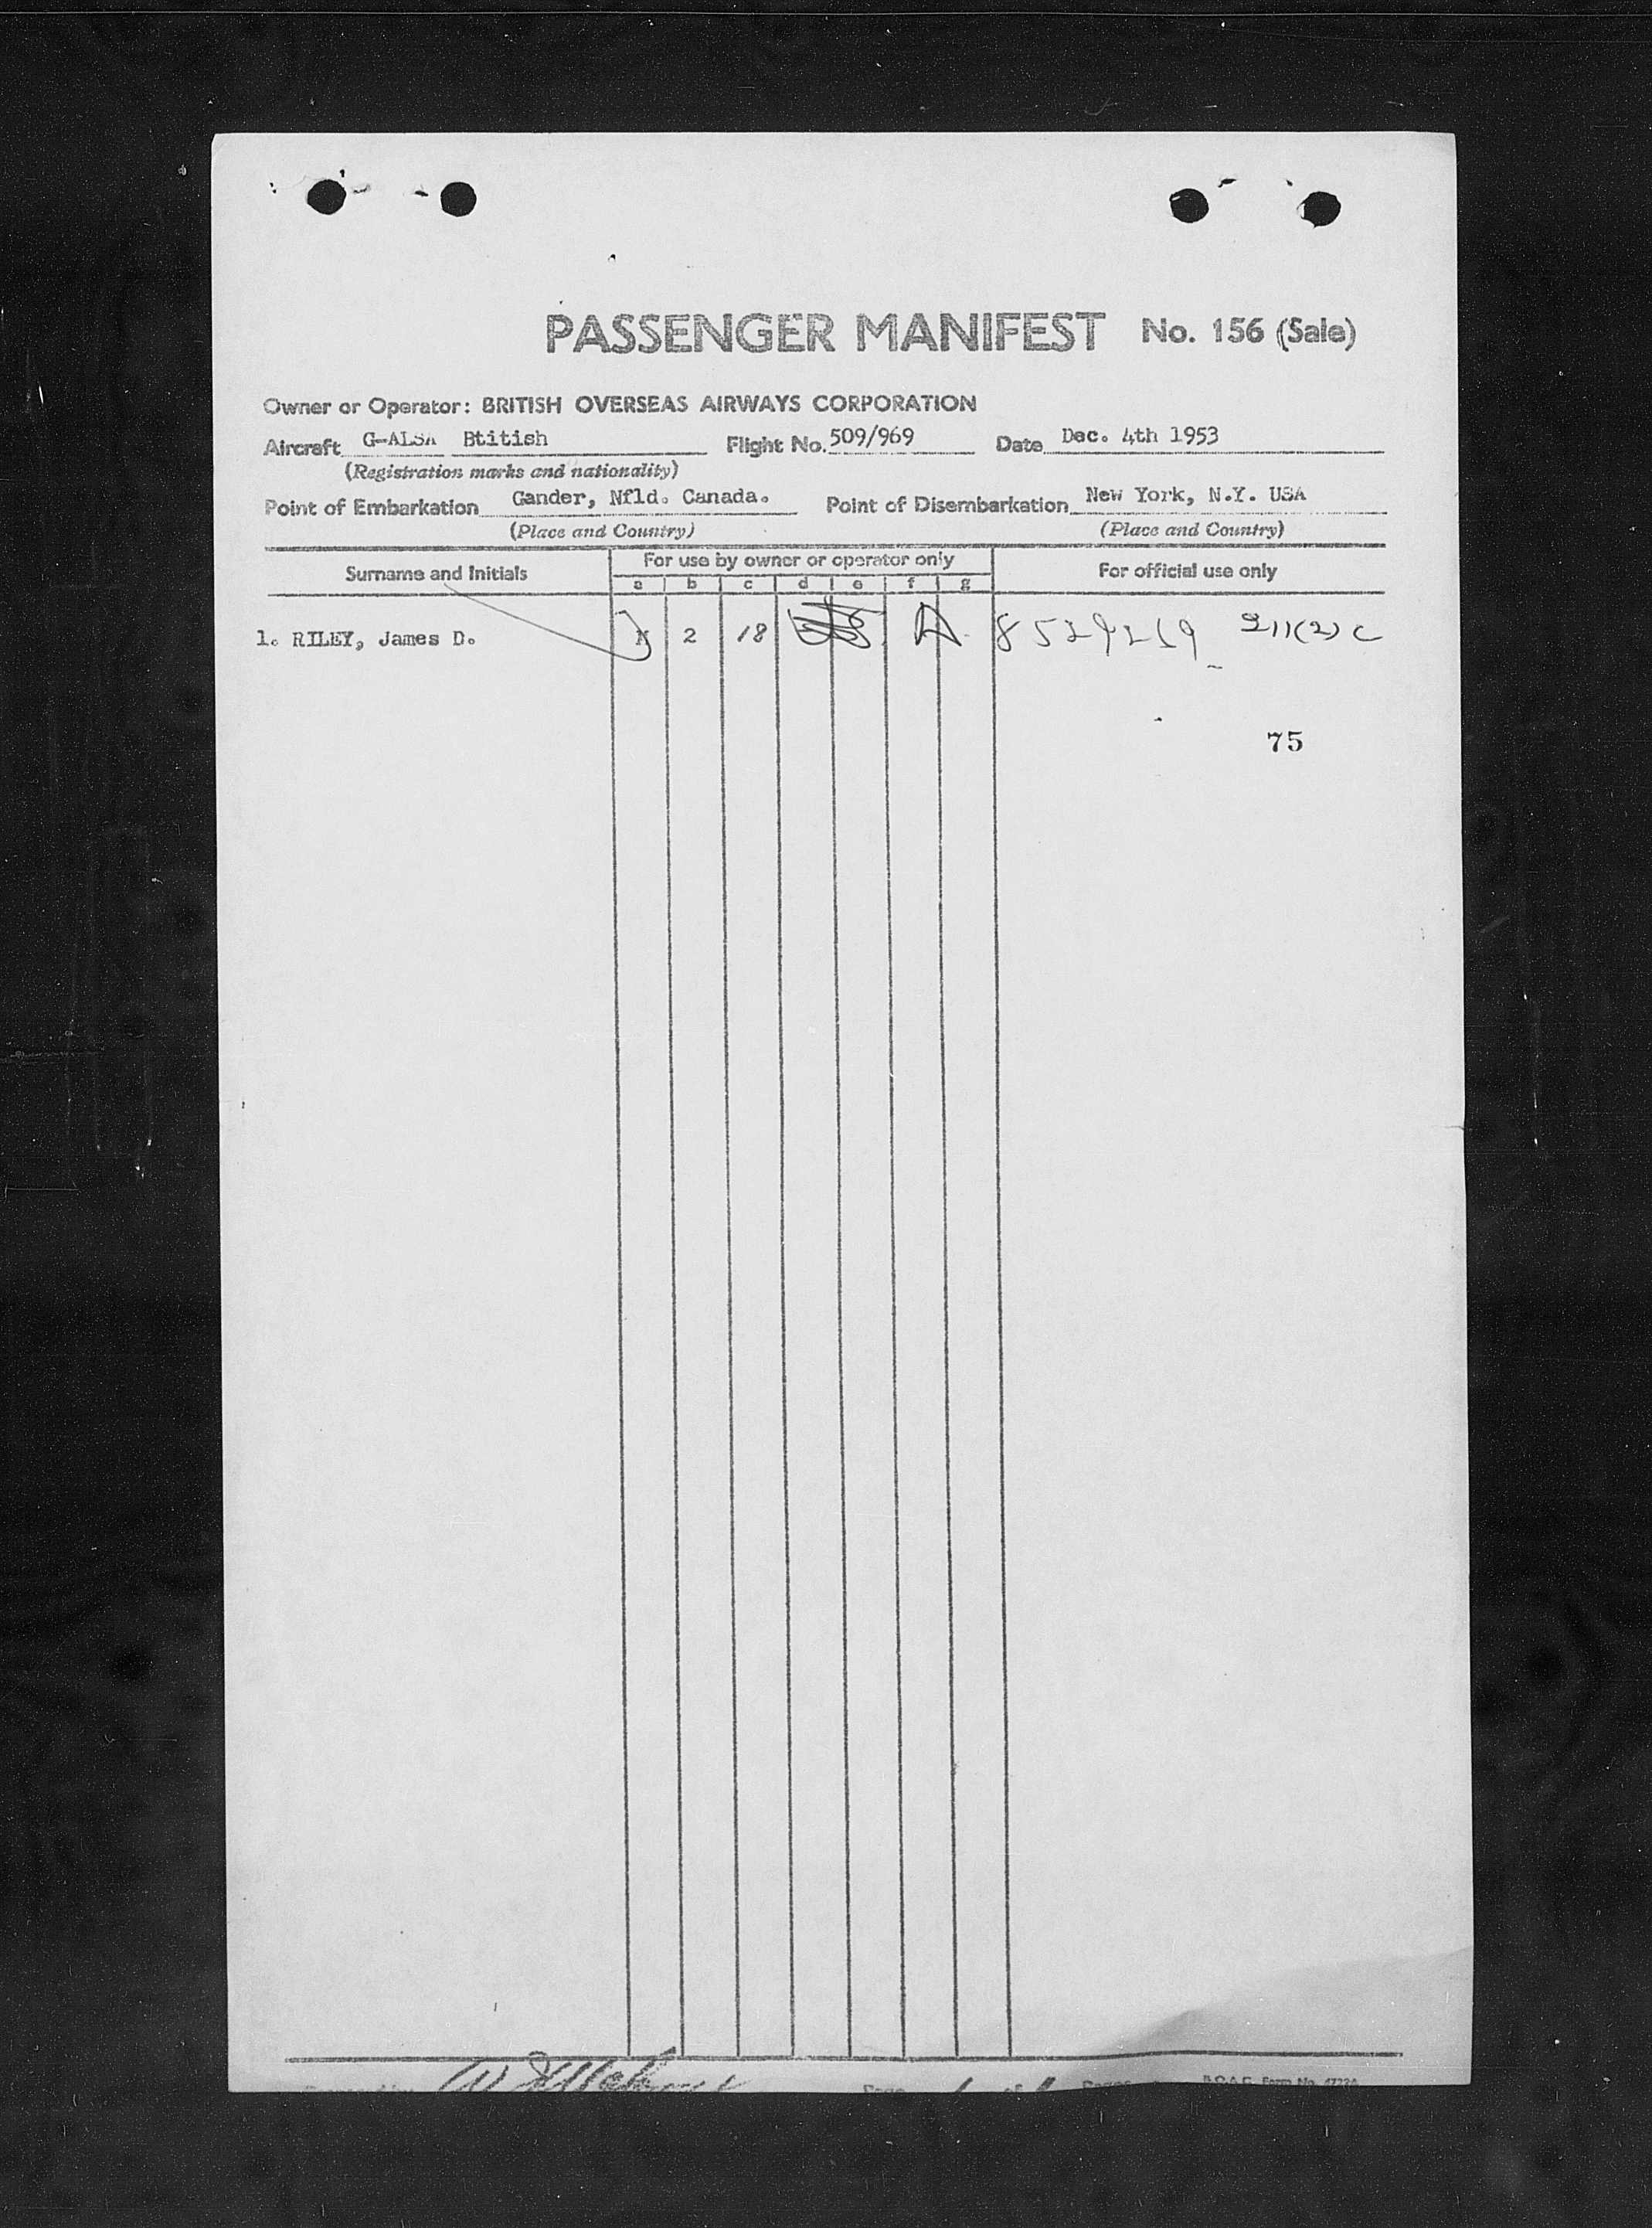 PASSENGER MANIFEST No. 156 (Sale)
Owner or Operator: BRITISH OVERSEAS AIRWAYS CORPORATION
Aircraft G-ALSA Btitish Flight No. 509/969 Date Dec. 4th 1953
(Registration marks and nationality)
Point of Embarkation Gander, Nfld. Canada. Point of Disembarkation New York, N.Y. USA
(Place and Country) (Place and Country)
Surname and Initials For use by owner or operator only For official use only
a b c d e f g
1. RILEY, James D. M 2 18 A 8529219 211(2) C
75